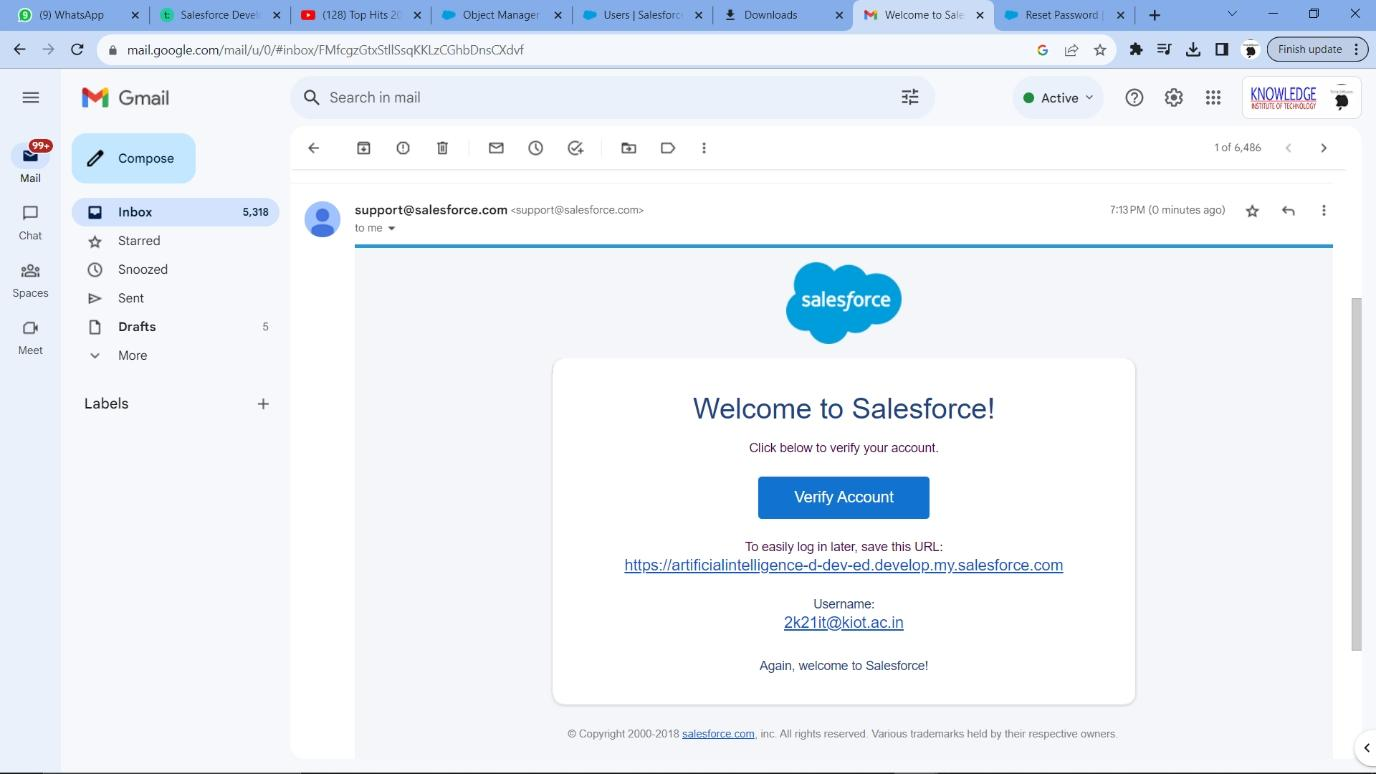 (9) WhatsApp
Salesforce Devel
(128) Top Hits 20
Object Manager
Users | Salesforc
Downloads
Welcome to Sale
Reset Password
mail.google.com/mail/u/0/#inbox/FMfcgzGtxStllSsqKKLzCGhbDnsCXdvf
Finish update
Gmail
Search in mail
Active
KNOWLEDGE
INSTITUTE OF TECHNOLOGY
99+
Mail
Compose
1 of 6,486
Inbox 5,318
Chat
Starred
Snoozed
Spaces
Sent
Drafts 5
Meet
More
Labels
support@salesforce.com <support@salesforce.com>
7:13 PM (0 minutes ago)
to me
salesforce
Welcome to Salesforce!
Click below to verify your account.
Verify Account
To easily log in later, save this URL:
https://artificialintelligence-d-dev-ed.develop.my.salesforce.com
Username:
2k21it@kiot.ac.in
Again, welcome to Salesforce!
© Copyright 2000-2018 salesforce.com, inc. All rights reserved. Various trademarks held by their respective owners.